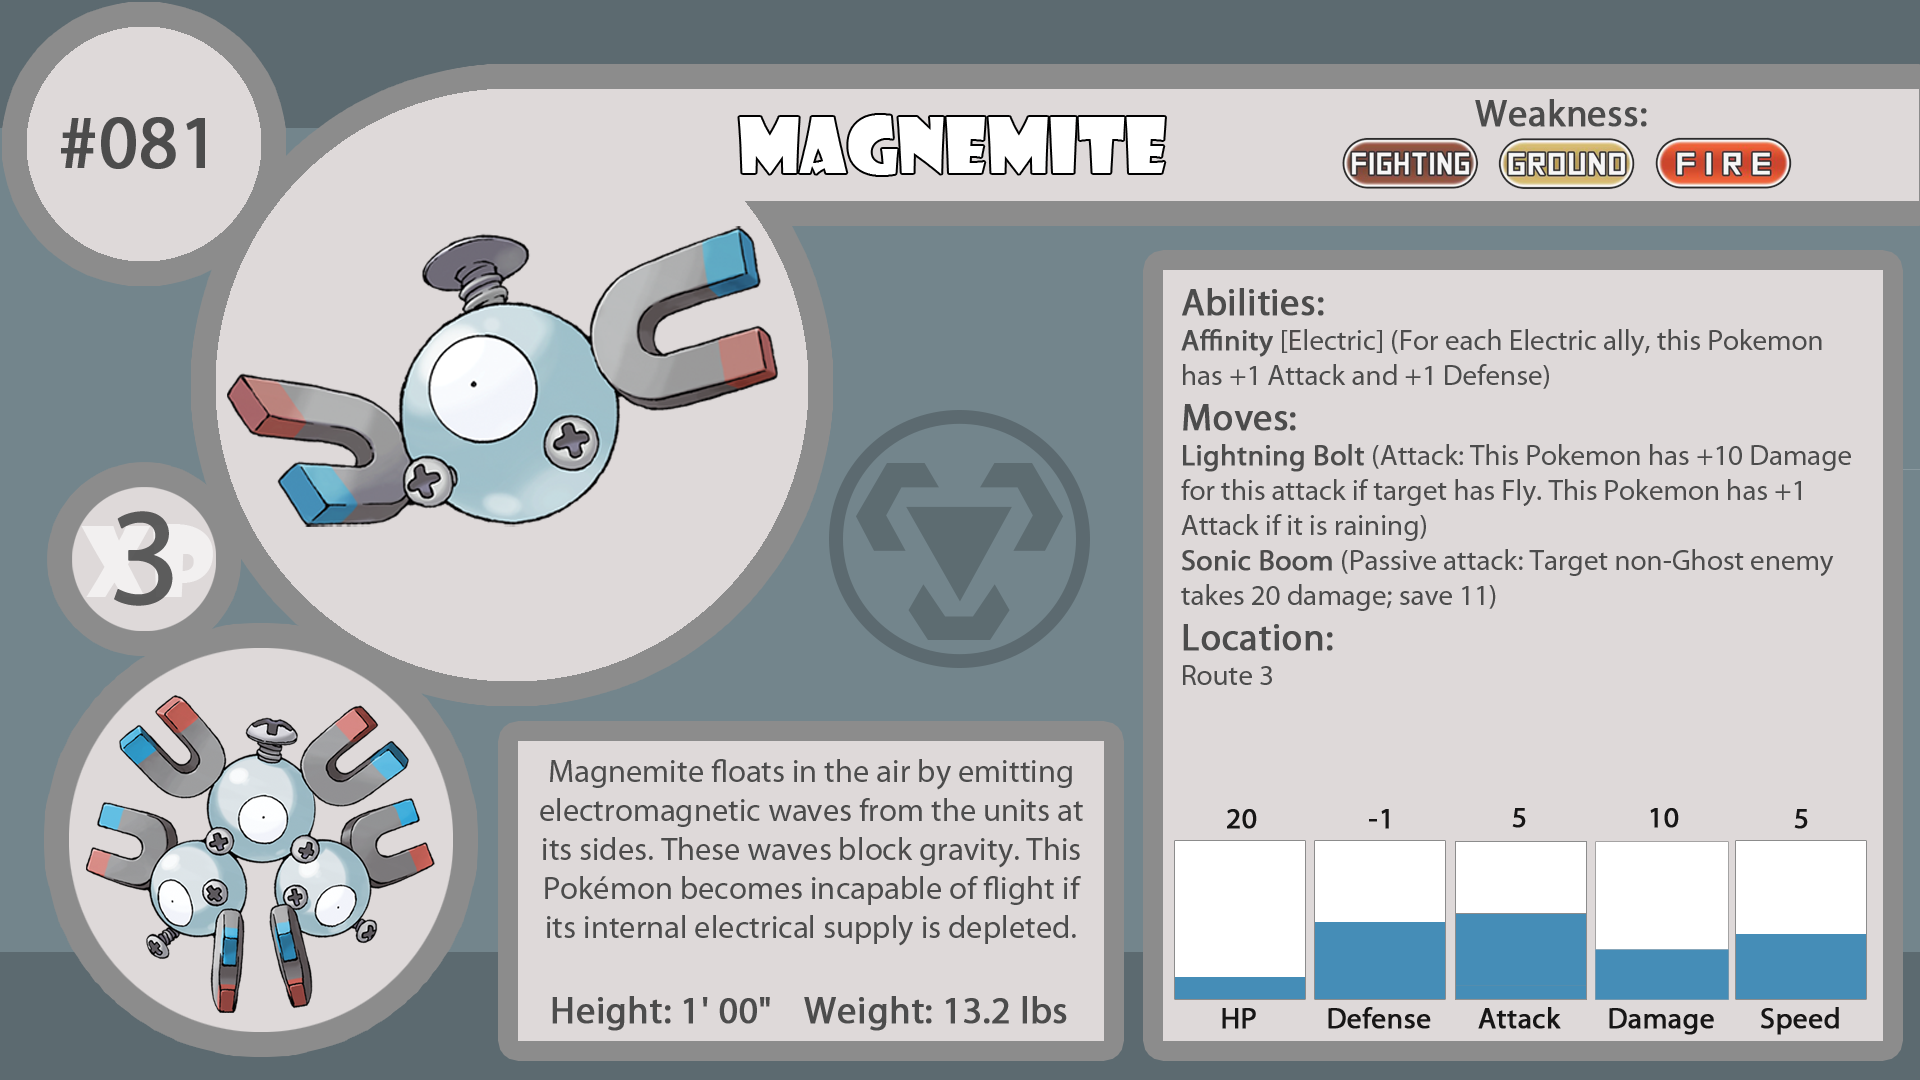 #081
MAGNEMITE
Weakness:
FIGHTING GROUND FIRE
XP
3
Abilities:
Affinity [Electric] (For each Electric ally, this Pokemon
has +1 Attack and +1 Defense)
Moves:
Lightning Bolt (Attack: This Pokemon has +10 Damage
for this attack if target has Fly. This Pokemon has +1
Attack if it is raining)
Sonic Boom (Passive attack: Target non-Ghost enemy
takes 20 damage; save 11)
Location:
Route 3
Magnemite floats in the air by emitting
electromagnetic waves from the units at
its sides. These waves block gravity. This
Pokémon becomes incapable of flight if
its internal electrical supply is depleted.
Height: 1' 00" Weight: 13.2 lbs
20 -1 5 10 5
HP Defense Attack Damage Speed